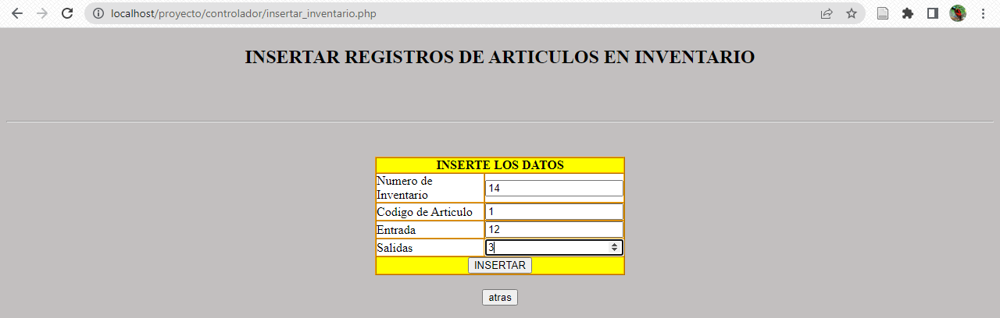 localhost/proyecto/controlador/insertar_inventario.php
INSERTAR REGISTROS DE ARTICULOS EN INVENTARIO
INSERTE LOS DATOS
Numero de
Inventario
14
Codigo de Articulo 1
Entrada 12
Salidas 3
INSERTAR
atras